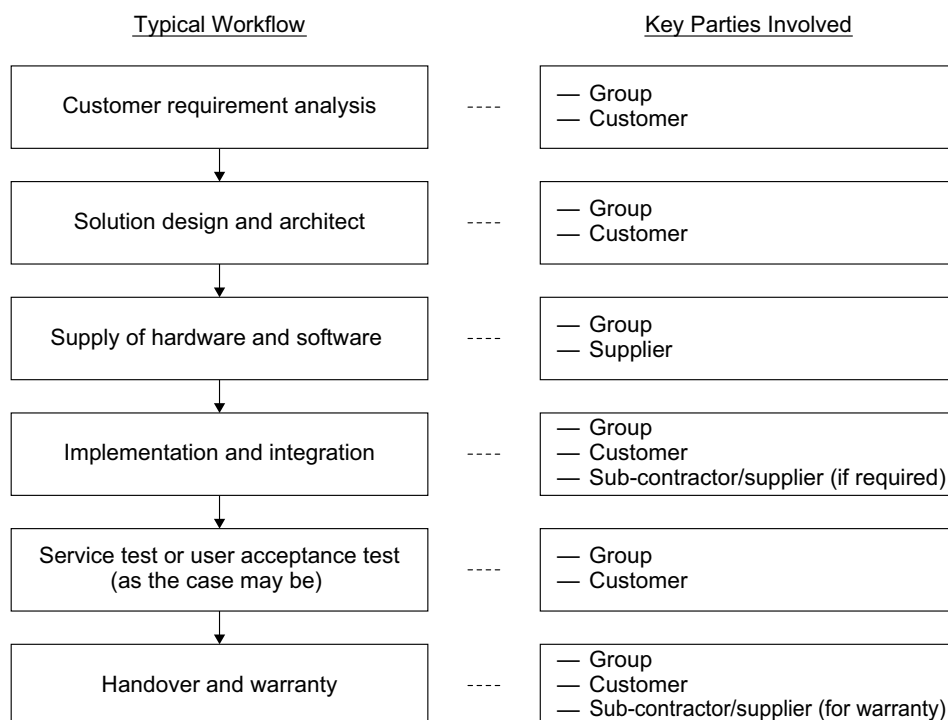 Typical Workflow
Key Parties Involved
Customer requirement analysis
— Group
— Customer
Solution design and architect
— Group
— Customer
Supply of hardware and software
— Group
— Supplier
Implementation and integration
— Group
— Customer
— Sub-contractor/supplier (if required)
Service test or user acceptance test
(as the case may be)
— Group
— Customer
Handover and warranty
— Group
— Customer
— Sub-contractor/supplier (for warranty)